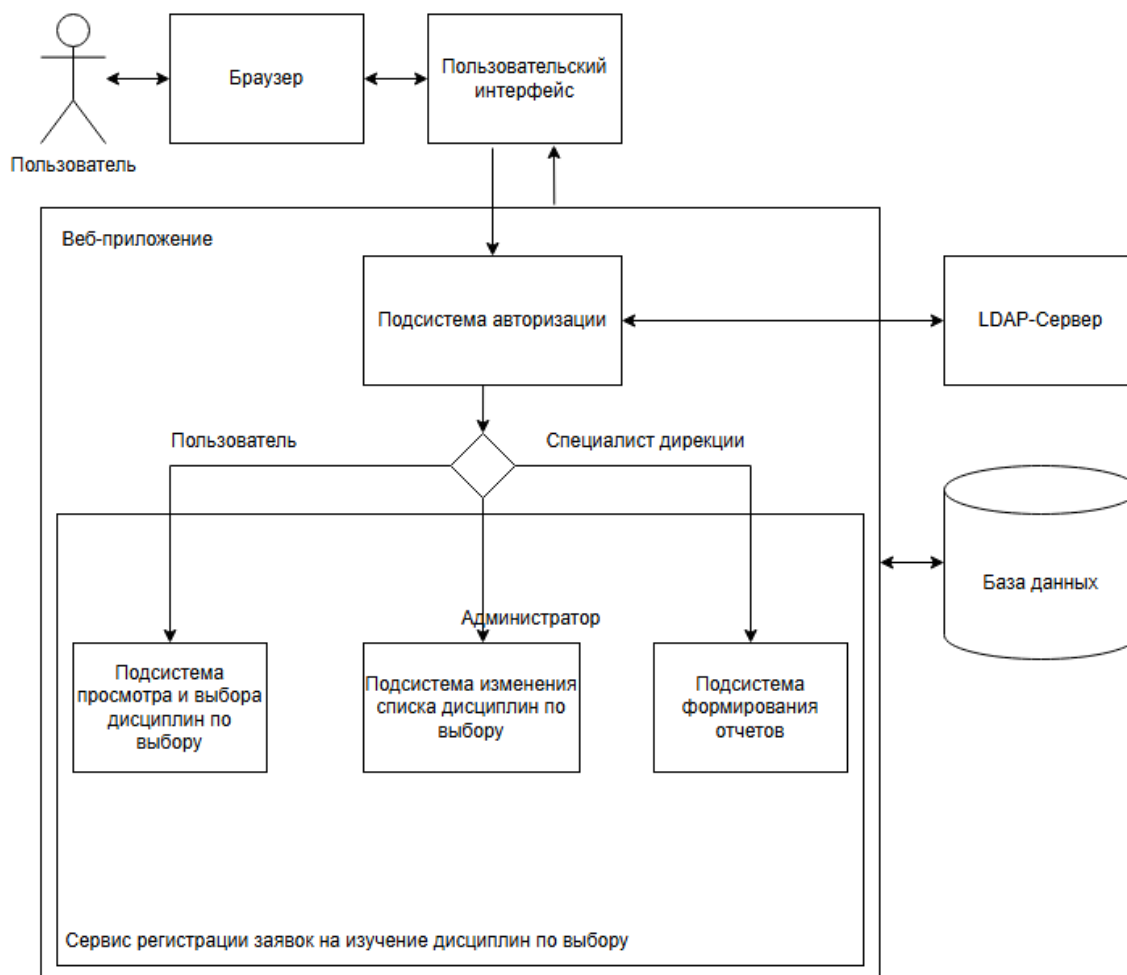 Браузер
Пользовательский
интерфейс
Пользователь
Веб-приложение
Подсистема авторизации
LDAP-Сервер
Пользователь
Специалист дирекции
База данных
Администратор
Подсистема
просмотра и выбора
дисциплин по
выбору
Подсистема изменения
списка дисциплин по
выбору
Подсистема
формирования
отчетов
Сервис регистрации заявок на изучение дисциплин по выбору